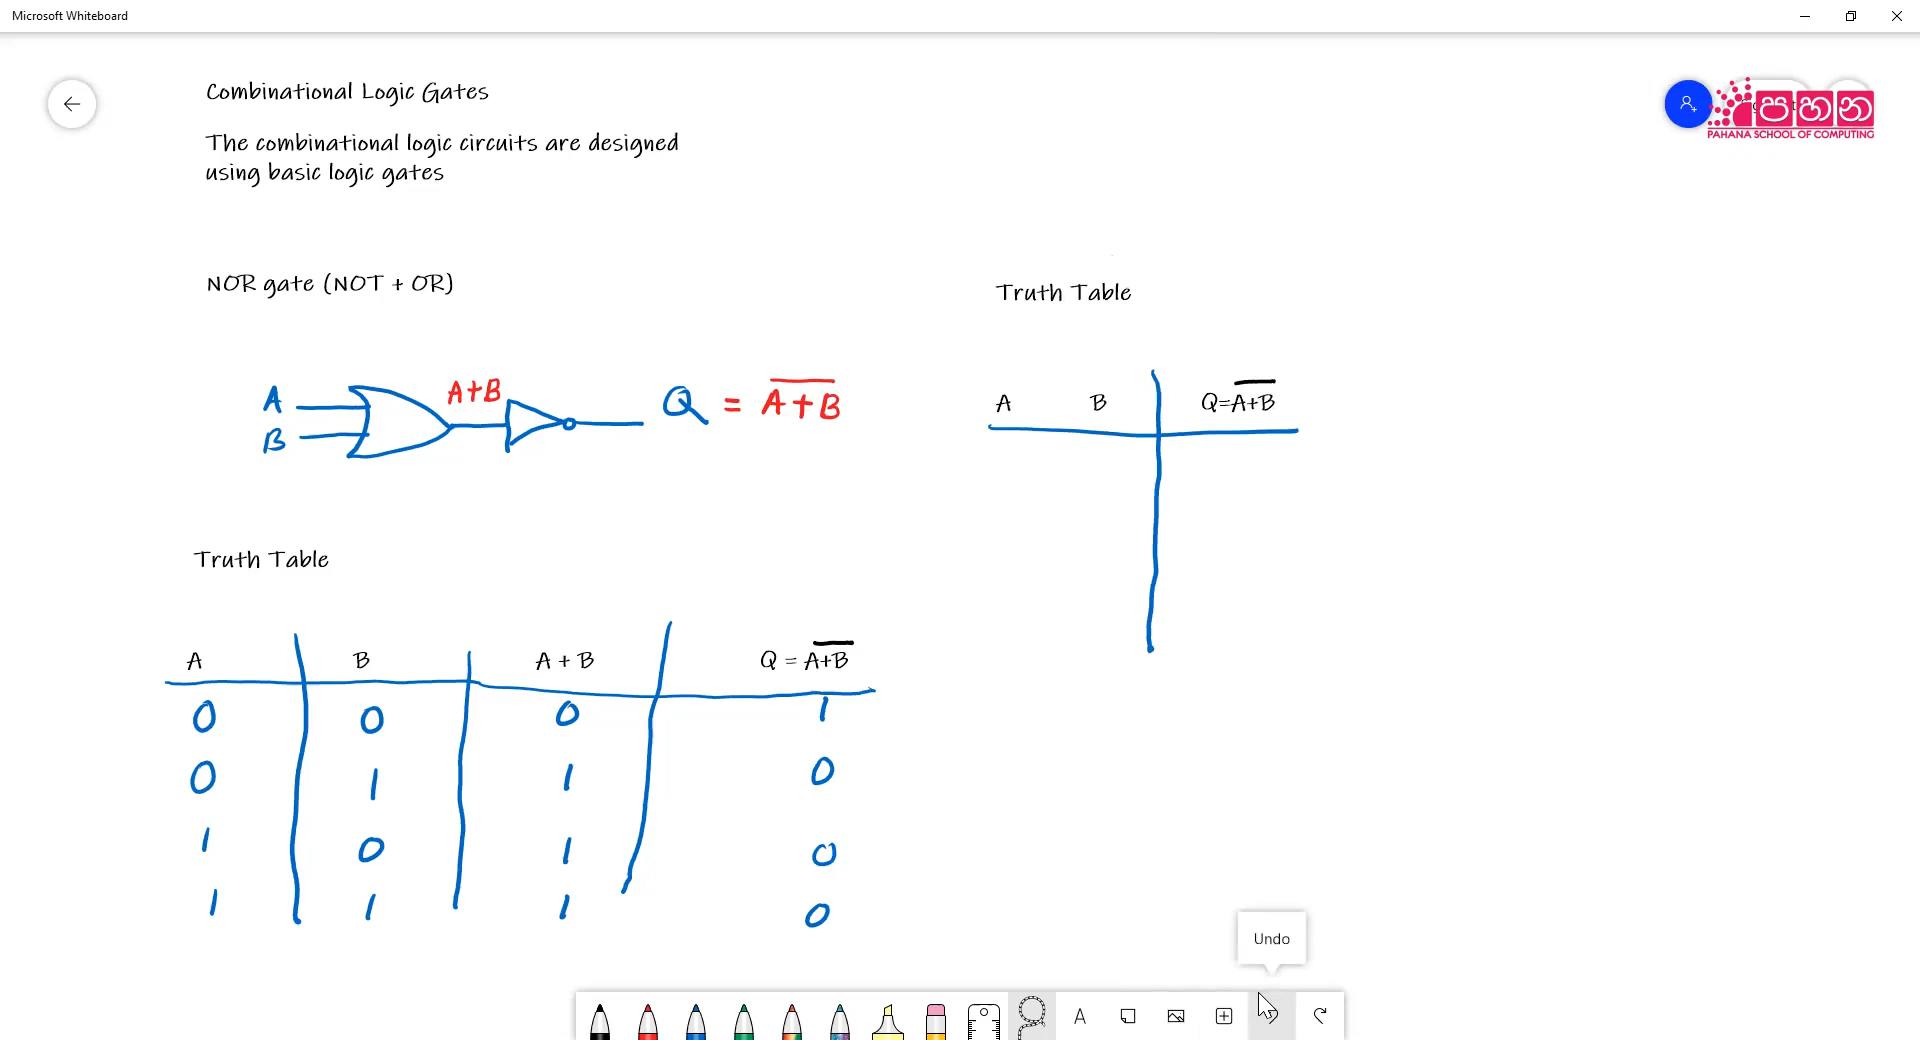 Microsoft Whiteboard
Combinational Logic Gates
The combinational logic circuits are designed
using basic logic gates
පහන
PAHANA SCHOOL OF COMPUTING
NOR gate (NOT + OR)
A
B
A+B
Q = A+B
Truth Table
A B A + B Q = A+B
0 0 0 1
0 1 1 0
1 0 1 0
1 1 1 0
Truth Table
A B Q=A+B
Undo
A